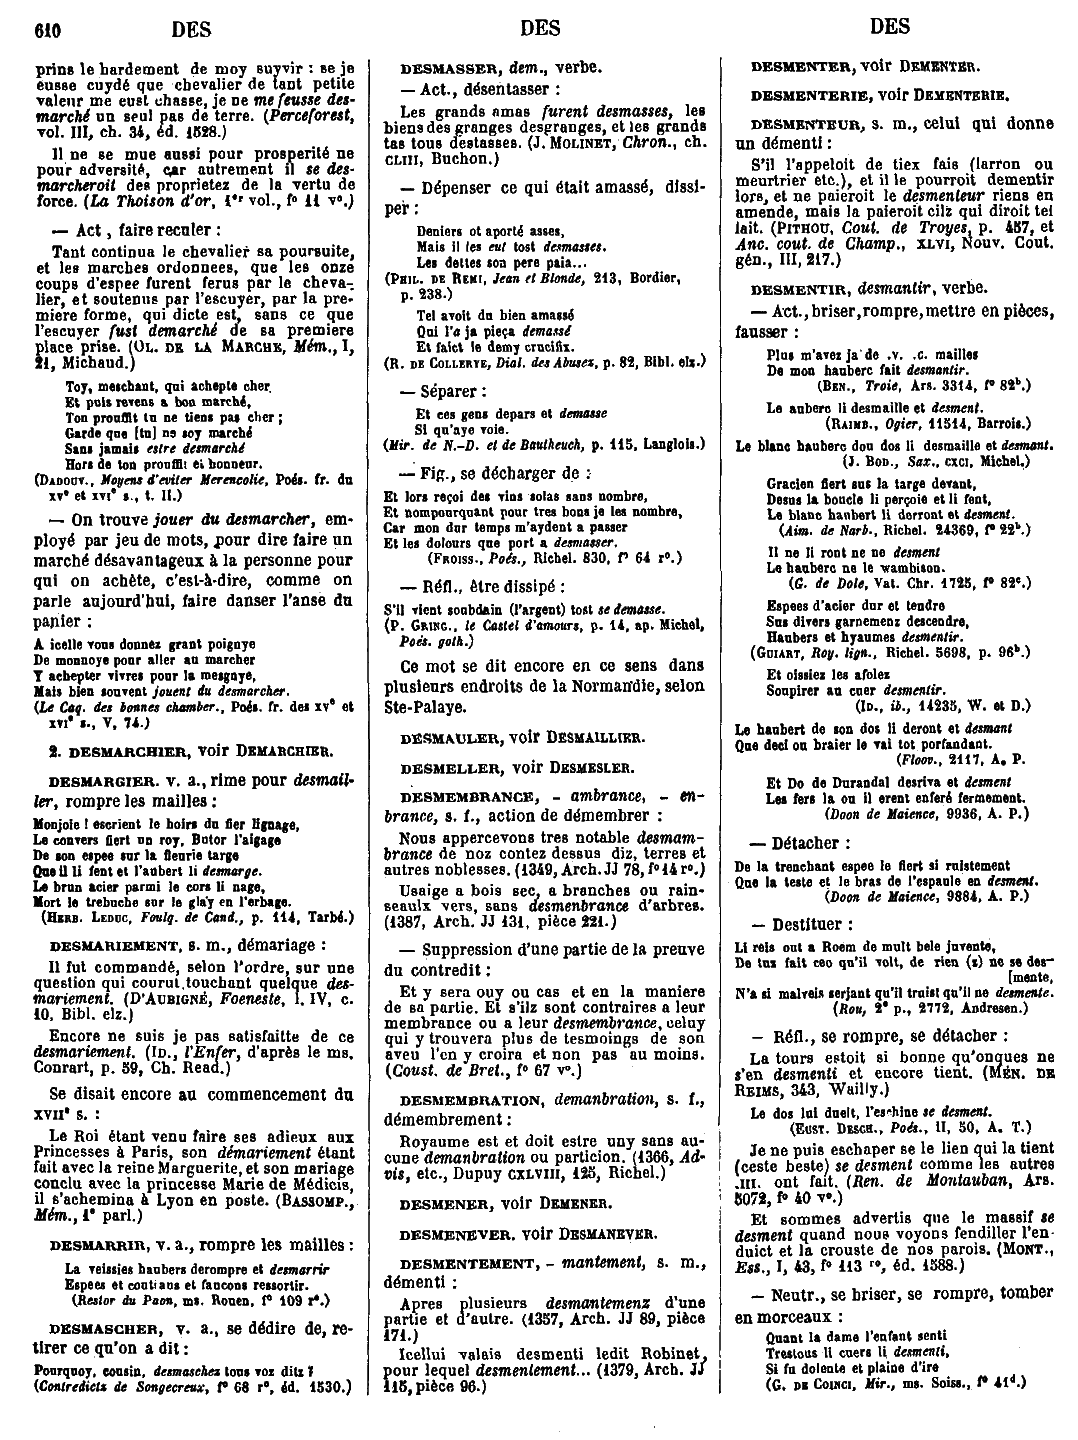 610 DES DES DES
prins le hardement de moy suyvir : se je
eusse cuydé que chevalier de tant petite
valeur me eust chasse, je ne me feusse des-
marché un seul pas de terre. (Perceforest,
vol. III, ch. 34, éd. 1528.)
Il ne se mue aussi pour prosperité ne
pour adversité, car autrement il se des-
marcheroit des proprietez de la vertu de
force. (La Thoison d'or, 1er vol., fº 11 vº.)
— Act, faire reculer :
Tant continua le chevalier sa poursuite,
et les marches ordonnees, que les onze
coups d'espee furent ferus par le cheva-
lier, et soutenus par l'escuyer, par la pre-
miere forme, qui dicte est, sans ce que
l'escuyer fust demarché de sa premiere
place prise. (OL. DE LA MARCHE, Mém., I,
21, Michaud.)
Toy, meschant, qui achepte cher,
Et puis revens a bon marché,
Ton prouffit tu ne tiens pas cher ;
Garde que [tu] ne soy marché
Sans jamais estre desmarché
Hors de ton prouffit et honneur.
(DADOUV., Moyens d'eviter Merencolie, Poés. fr. du
xve et xvie s., t. II.)
— On trouve jouer du desmarcher, em-
ployé par jeu de mots, pour dire faire un
marché désavantageux à la personne pour
qui on achète, c'est-à-dire, comme on
parle aujourd'hui, faire danser l'anse du
panier :
A icelle vous donnez grant poignye
De monnoye pour aller au marcher
Y achepter vivres pour la mesgnye,
Mais bien souvent jouent du desmarcher.
(Le Caq. des bonnes chamber., Poés. fr. des xve et
xvie s., V, 74.)
2. DESMARCHIER, voir DEMARCHIER.
DESMARGIER. v. a., rime pour desmail-
ler, rompre les mailles :
Monjoie ! escrient le hoirs du fier lignage,
Le convers fiert un roy, Butor l'aigage
De son espee sur la fleurie targe
Que il li fent et l'aubert li desmarge.
Le brun acier parmi le cors li nage,
Mort le trebuche sur le glay en l'erbage.
(HERB. LEDUC, Foulq. de Cand., p. 114, Tarbé.)
DESMARIEMENT, s. m., démariage :
Il fut commandé, selon l'ordre, sur une
question qui courut touchant quelque des-
mariement. (D'AUBIGNÉ, Foeneste, l. IV, c.
10, Bibl. elz.)
Encore ne suis je pas satisfaitte de ce
desmariement. (ID., l'Enfer, d'après le ms.
Conrart, p. 59, Ch. Read.)
Se disait encore au commencement du
XVIIe s. :
Le Roi étant venu faire ses adieux aux
Princesses à Paris, son démariement étant
fait avec la reine Marguerite, et son mariage
conclu avec la princesse Marie de Médicis,
il s'achemina à Lyon en poste. (BASSOMP.,
Mém., 1e parl.)
DESMARRIR, v. a., rompre les mailles :
La veissies haubers derompre et desmarrir
Espees et coutiaus et faucons ressortir.
(Restor du Paon, ms. Rouen, fº 109 rº.)
DESMASCHER, v. a., se dédire de, re-
tirer ce qu'on a dit :
Pourquoy, cousin, desmaschez tous voz ditz ?
(Contredictz de Songecreux, fº 68 rº, éd. 1530.)
DESMASSER, dem., verbe.
— Act., désentasser :
Les grands amas furent desmasses, les
biens des granges desgranges, et les grands
tas tous destasses. (J. MOLINET, Chron., ch.
CLIII, Buchon.)
— Dépenser ce qui était amassé, dissi-
per :
Deniers ot aporté asses,
Mais il les eut tost desmasses.
Les dettes son pere paia...
(PHIL. DE REMI, Jean et Blonde, 213, Bordier,
p. 238.)
Tel avoit du bien amassé
Qui l'a ja pieça demassé
Et faict le demy crucifix.
(R. DE COLLERYE, Dial. des Abusez, p. 82, Bibl. elz.)
— Séparer :
Et ces gens depars et demasse
Si qu'aye voie.
(Mir. de N.-D. et de Bautheuch, p. 115, Langlois.)
— Fig., se décharger de :
Et lors reçoi des vins solas sans nombre,
Et nompourquant pour tres bons je les nombre,
Car mon dur temps m'aydent a passer
Et les dolours que port a desmasser.
(FROISS., Poés., Richel. 830, fº 64 rº.)
— Réfl., être dissipé :
S'il vient soubdain (l'argent) tost se demasse.
(P. GRING., le Castel d'amours, p. 14, ap. Michel,
Poés. goth.)
Ce mot se dit encore en ce sens dans
plusieurs endroits de la Normandie, selon
Ste-Palaye.
DESMAULER, voir DESMAILLIER.
DESMELLER, voir DESMESLER.
DESMEMBRANCE, - ambrance, - en-
brance, s. f., action de démembrer :
Nous appercevons tres notable desmam-
brance de noz contez dessus diz, terres et
autres noblesses. (1349, Arch. JJ 78, fº 14 rº.)
Usaige a bois sec, a branches ou rain-
seaulx vers, sans desmenbrance d'arbres.
(1387, Arch. JJ 131, pièce 221.)
— Suppression d'une partie de la preuve
du contredit :
Et y sera ouy ou cas et en la maniere
de sa partie. Et s'ilz sont contraires a leur
membrance ou a leur desmembrance, celuy
qui y trouvera plus de tesmoings de son
aveu l'en y croira et non pas au moins.
(Coust. de Bret., fº 67 vº.)
DESMEMBRATION, demanbration, s. f.,
démembrement :
Royaume est et doit estre uny sans au-
cune demanbration ou particion. (1366, Ad-
vis, etc., Dupuy CXLVIII, 125, Richel.)
DESMENER, voir DEMENER.
DESMENEVER. voir DESMANEVER.
DESMENTEMENT, - mantement, s. m.,
démenti :
Apres plusieurs desmantemenz d'une
partie et d'autre. (1357, Arch. JJ 89, pièce
171.)
Icellui valais desmenti ledit Robinet,
pour lequel desmentement... (1379, Arch. JJ
115, pièce 96.)
DESMENTER, voir DEMENTER.
DESMENTERIE, voir DEMENTERIE.
DESMENTEUR, s. m., celui qui donne
un démenti :
S'il l'appeloit de tiex fais (larron ou
meurtrier etc.), et il le pourroit dementir
lors, et ne paieroit le desmenteur riens en
amende, mais la paieroit cilz qui diroit tel
lait. (PITHOU, Cout. de Troyes, p. 457, et
Anc. cout. de Champ., XLVI, Nouv. Cout.
gén., III, 217.)
DESMENTIR, desmantir, verbe.
— Act., briser, rompre, mettre en pièces,
fausser :
Plus m'avez ja de .v. .c. mailles
De mon hauberc fait desmantir.
(BEN., Troie, Ars. 3314, fº 82b.)
Le auberc li desmaille et desment.
(RAIMB., Ogier, 11514, Barrois.)
Le blanc hauberc dou dos li desmaille et desmant.
(J. BOD., Sax., CXCI, Michel.)
Gracien fiert sus la targe devant,
Desus la boucle li perçoie et li fent,
Le blanc haubert li derront et desment.
(Aim. de Narb., Richel. 24369, fº 22b.)
Il ne li ront ne ne desment
Le hauberc ne le wambison.
(G. de Dole, Vat. Chr. 1725, fº 82c.)
Espees d'acier dur et tendre
Sus divers garnemenz descendre,
Haubers et hyaumes desmentir.
(GUIART, Roy. lign., Richel. 5698, p. 96b.)
Et oissiez les afolez
Soupirer au cuer desmentir.
(ID., ib., 14235, W. et D.)
Le haubert de son dos li deront et desmant
Que deci ou braier le vai tot porfandant.
(Floov., 2117, A. P.
Et Do de Durandal desriva et desment
Les fers la ou il erent enferé fermement.
(Doon de Maience, 9936, A. P.)
— Détacher :
De la trenchant espee le fiert si ruistement
Que la teste et le bras de l'espaule en desment.
(Doon de Maience, 9884, A. P.)
— Destituer :
Li reis out a Roem de mult bele juvente,
De tuz fait ceo qu'il volt, de rien (s) ne se des-
[mente,
N'a si malveis serjant qu'il truist qu'il ne desmente.
(Rou, 2e p., 2772, Andresen.)
— Réfl., se rompre, se détacher :
La tours estoit si bonne qu'onques ne
s'en desmenti et encore tient. (MÉN. DE
REIMS, 343, Wailly.)
Le dos lui duelt, l'eschine se desment.
(EUST. DESCH., Poés., II, 50, A. T.)
Je ne puis eschaper se le lien qui la tient
(ceste beste) se desment comme les autres
.III. ont fait. (Ren. de Montauban, Ars.
5072, fº 40 vº.)
Et sommes advertis que le massif se
desment quand nous voyons fendiller l'en-
duict et la crouste de nos parois. (MONT.,
Ess., I, 43, fº 113 rº, éd. 1588.)
— Neutr., se briser, se rompre, tomber
en morceaux :
Quant la dame l'enfant senti
Trestous li cuers li desmenti,
Si fu dolente et plaine d'ire
(G. DE COINCI, Mir., ms. Soiss., fº 41d.)